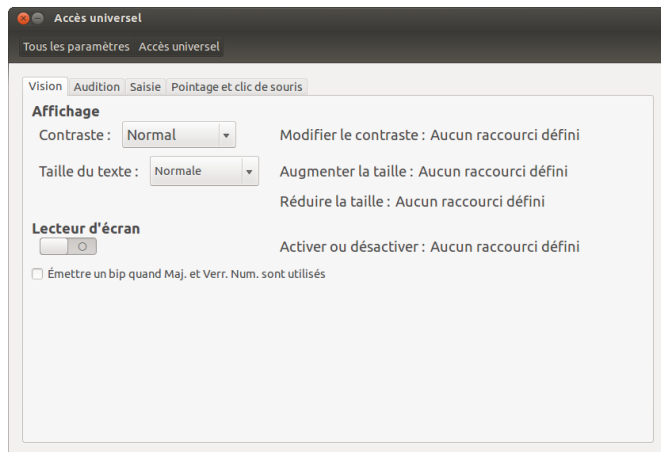 Accès universel
Tous les paramètres Accès universel
Vision Audition Saisie Pointage et clic de souris
Affichage
Contraste : Normal Modifier le contraste : Aucun raccourci défini
Taille du texte : Normale Augmenter la taille : Aucun raccourci défini
Réduire la taille : Aucun raccourci défini
Lecteur d'écran
Activer ou désactiver : Aucun raccourci défini
Émettre un bip quand Maj. et Verr. Num. sont utilisés